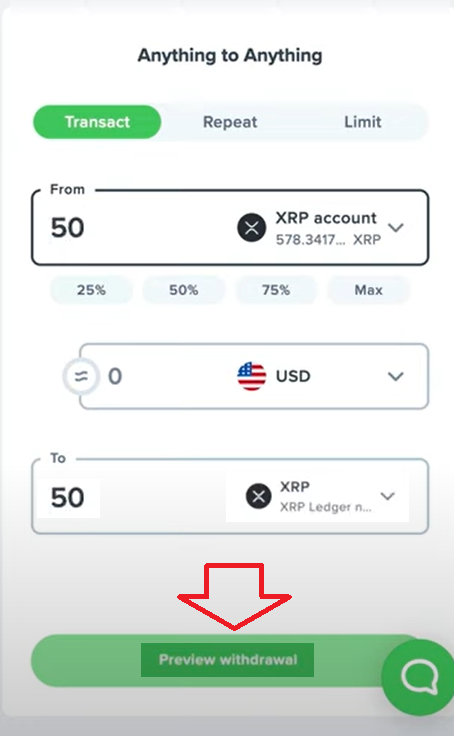 Anything to Anything
Transact Repeat Limit
From
50 XRP account
578.3417... XRP
25% 50% 75% Max
≈ 0 USD
To
50 XRP
XRP Ledger n...
Preview withdrawal